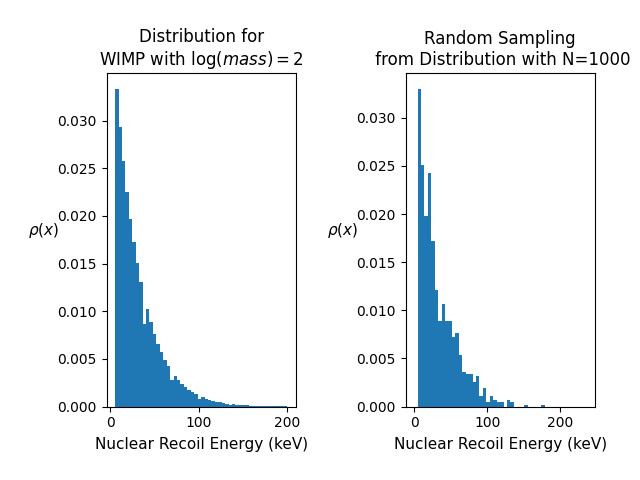 Distribution for
WIMP with log(mass) = 2
0.030
0.025
0.020
0.015
0.010
0.005
0.000
ρ(x)
0
100
200
Nuclear Recoil Energy (keV)
Random Sampling
from Distribution with N=1000
0.030
0.025
0.020
0.015
0.010
0.005
0.000
ρ(x)
0
100
200
Nuclear Recoil Energy (keV)